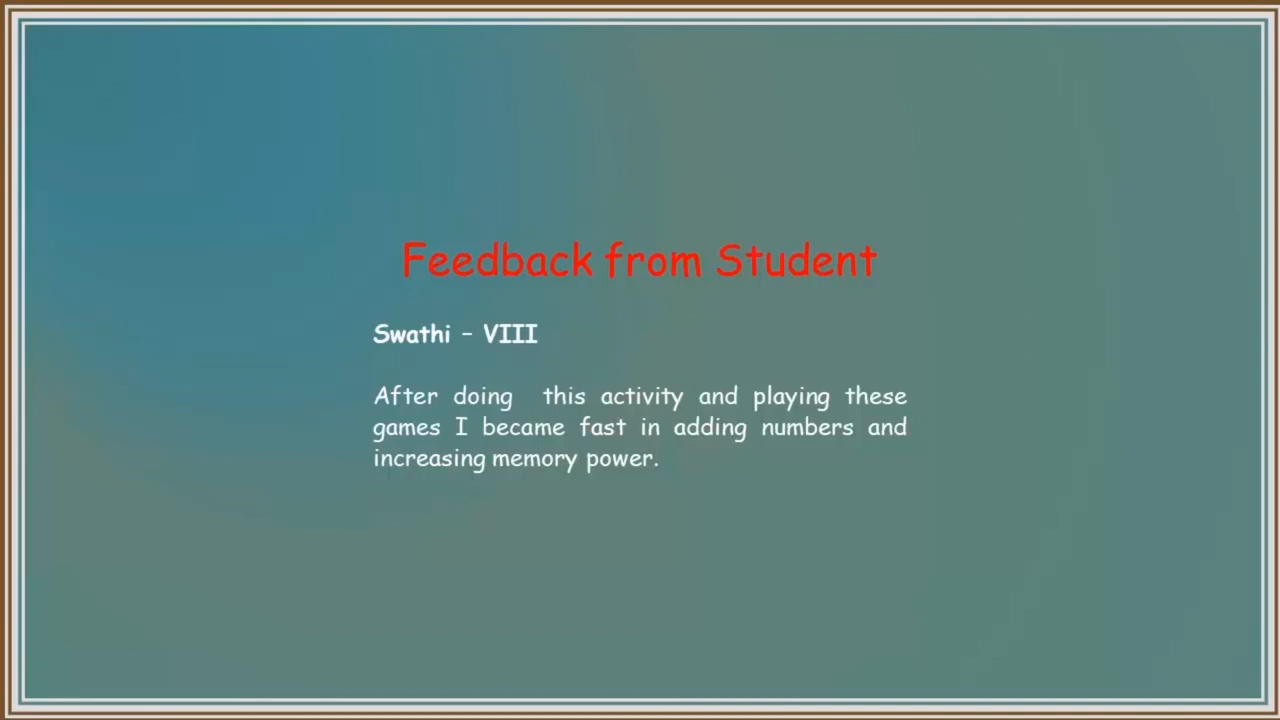 Feedback from Student
Swathi – VIII
After doing this activity and playing these
games I became fast in adding numbers and
increasing memory power.